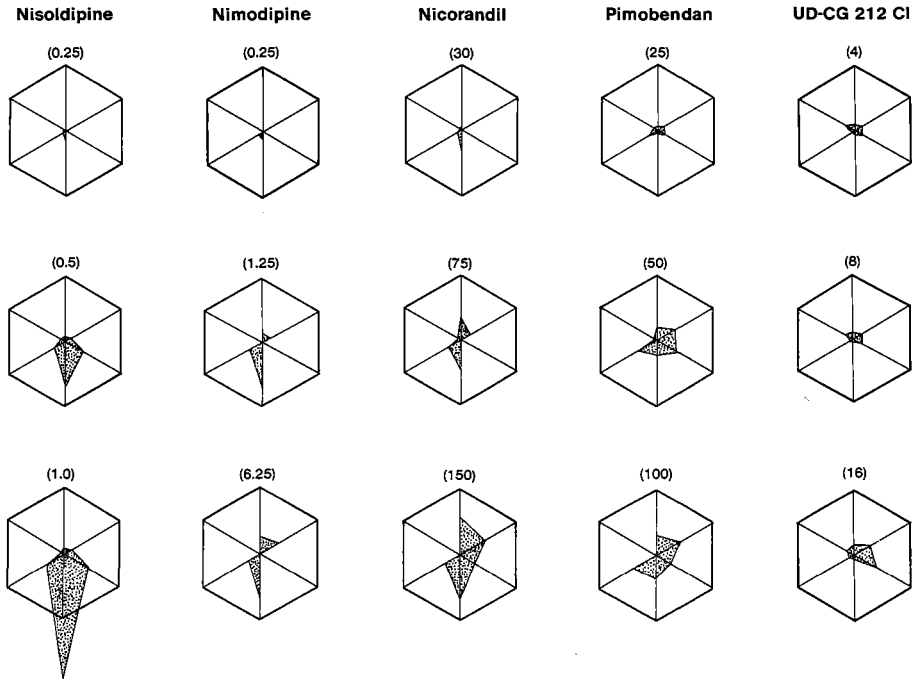 Nisoldipine Nimodipine Nicorandil Pimobendan UD-CG 212 Cl
(0.25) (0.25) (30) (25) (4)
(0.5) (1.25) (75) (50) (8)
(1.0) (6.25) (150) (100) (16)